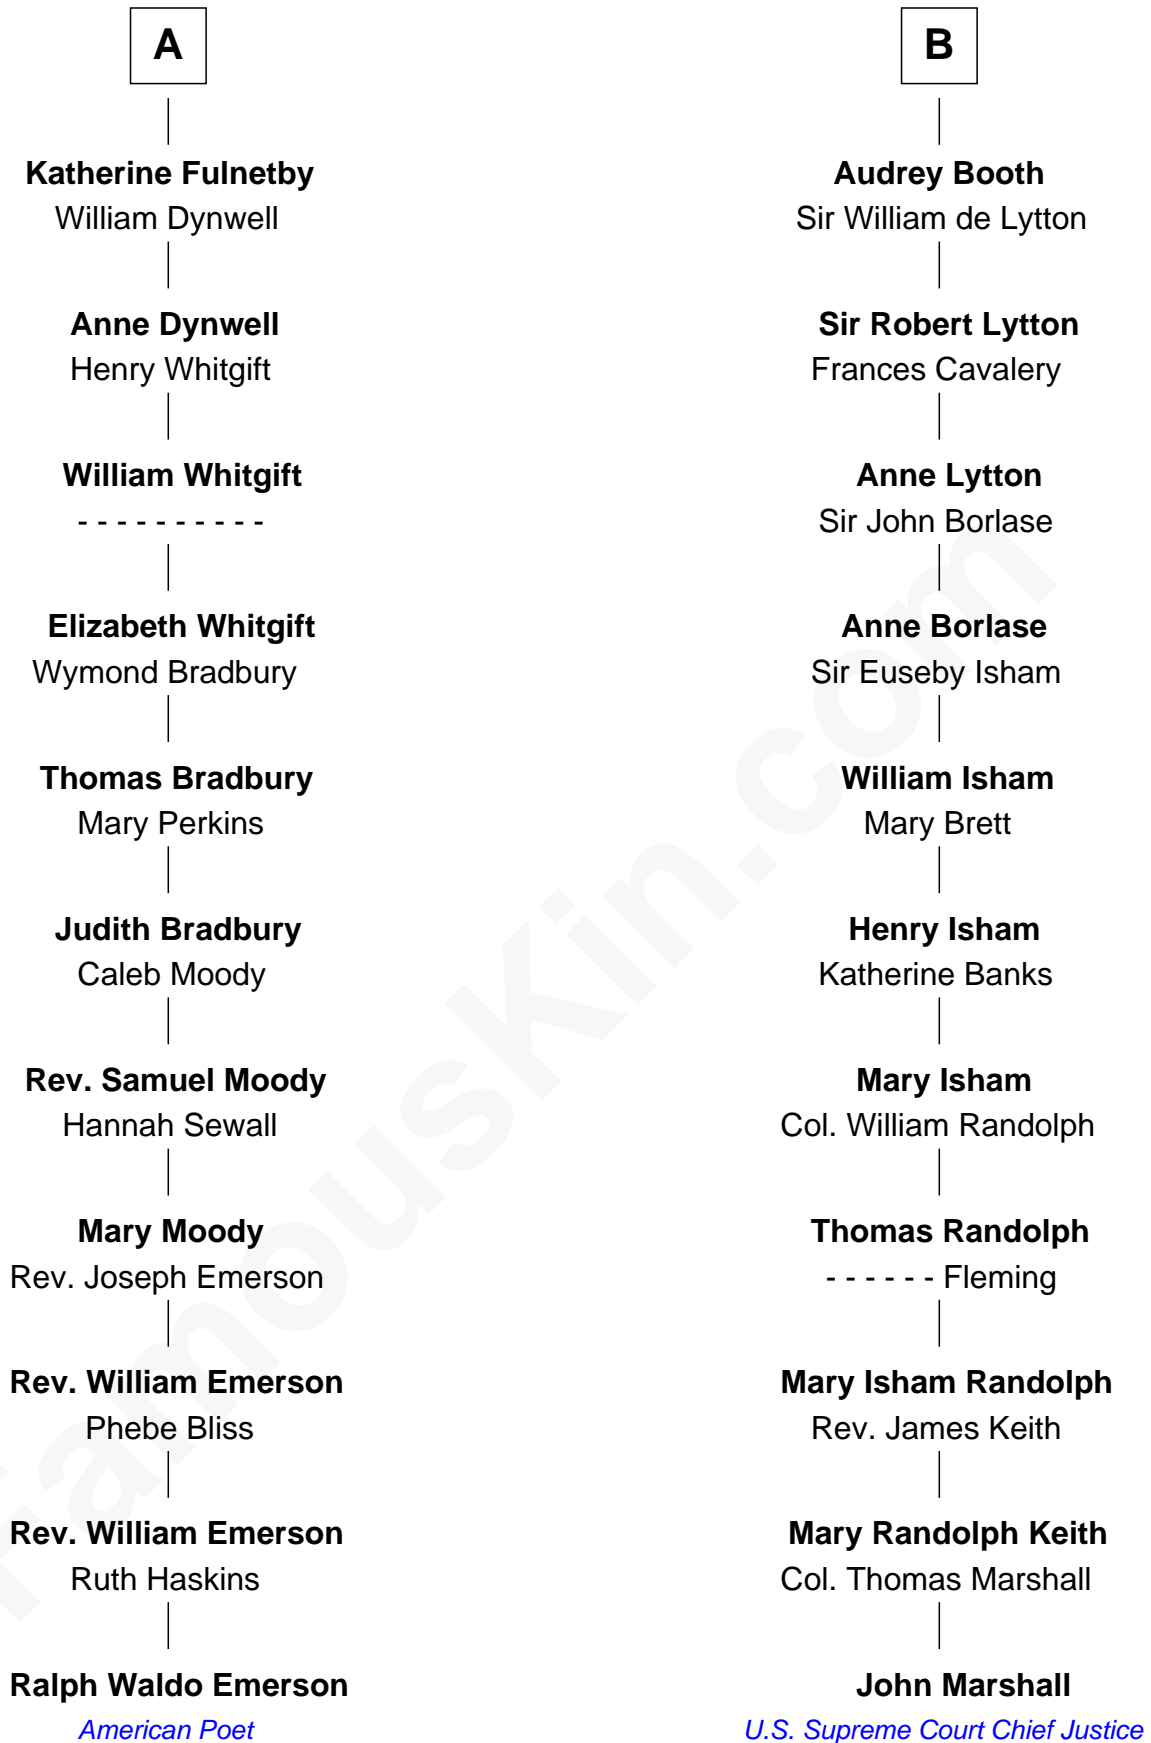 A
Katherine Fulnetby
William Dynwell
Anne Dynwell
Henry Whitgift
William Whitgift
- - - - - - - - - -
Elizabeth Whitgift
Wymond Bradbury
Thomas Bradbury
Mary Perkins
Judith Bradbury
Caleb Moody
Rev. Samuel Moody
Hannah Sewall
Mary Moody
Rev. Joseph Emerson
Rev. William Emerson
Phebe Bliss
Rev. William Emerson
Ruth Haskins
Ralph Waldo Emerson
American Poet
B
Audrey Booth
Sir William de Lytton
Sir Robert Lytton
Frances Cavalery
Anne Lytton
Sir John Borlase
Anne Borlase
Sir Euseby Isham
William Isham
Mary Brett
Henry Isham
Katherine Banks
Mary Isham
Col. William Randolph
Thomas Randolph
- - - - - - Fleming
Mary Isham Randolph
Rev. James Keith
Mary Randolph Keith
Col. Thomas Marshall
John Marshall
U.S. Supreme Court Chief Justice
FamousKin.com